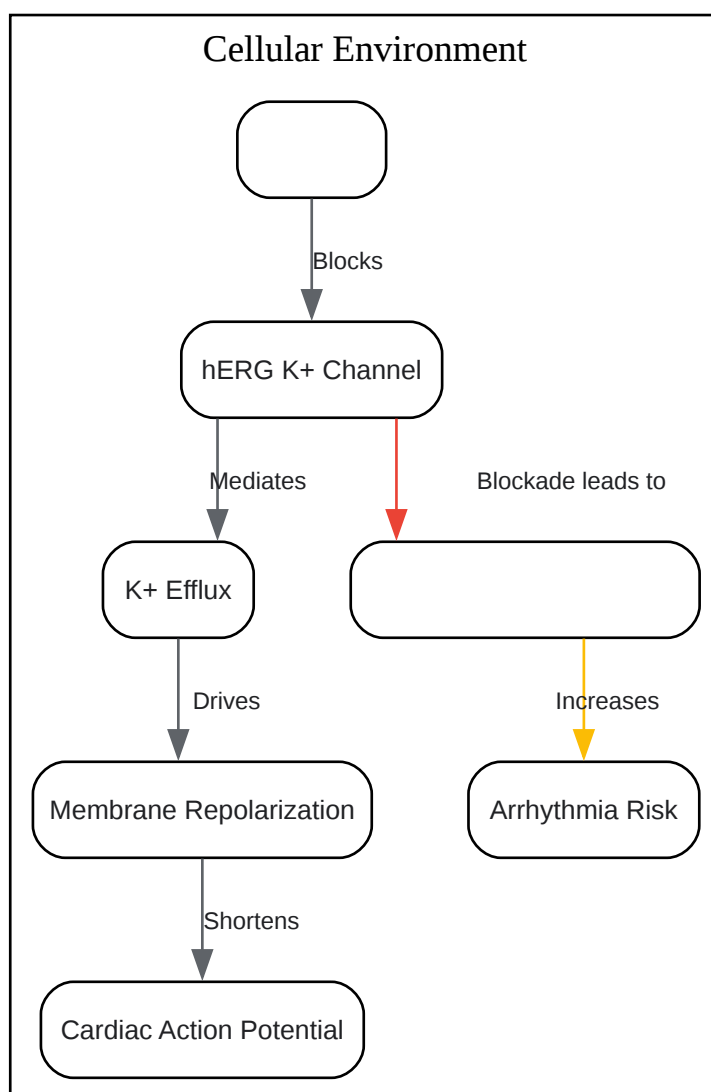 Cellular Environment
Blocks
hERG K+ Channel
Mediates
Blockade leads to
K+ Efflux
Drives
Increases
Membrane Repolarization
Arrhythmia Risk
Shortens
Cardiac Action Potential